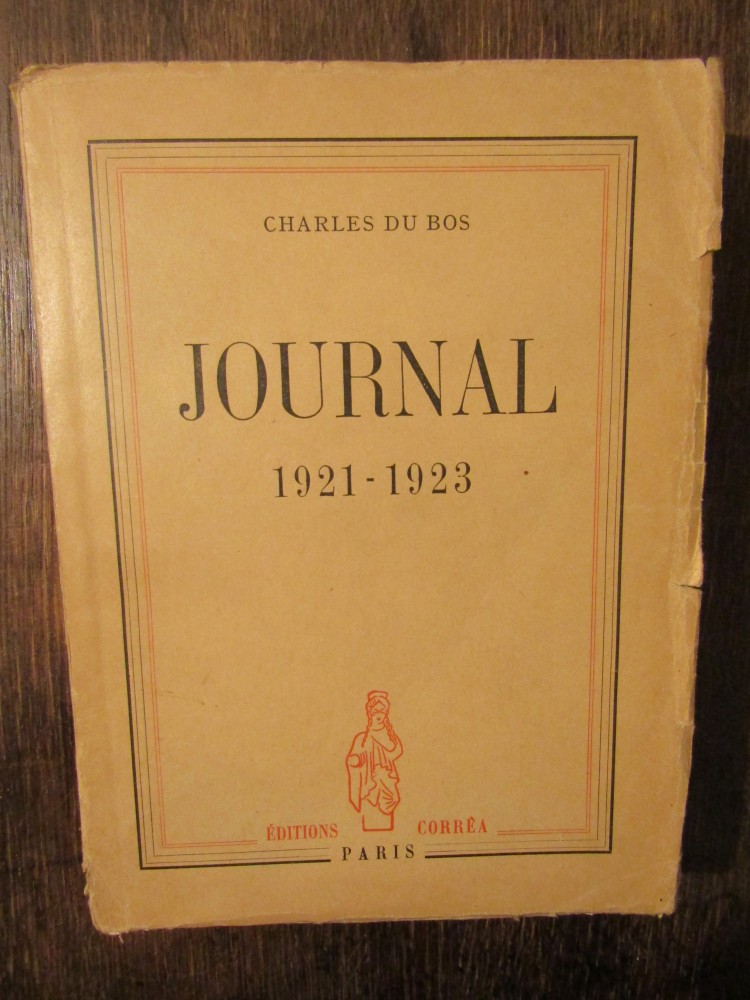 CHARLES DU BOS
JOURNAL
1921-1923
ÉDITIONS CORRÊA
PARIS